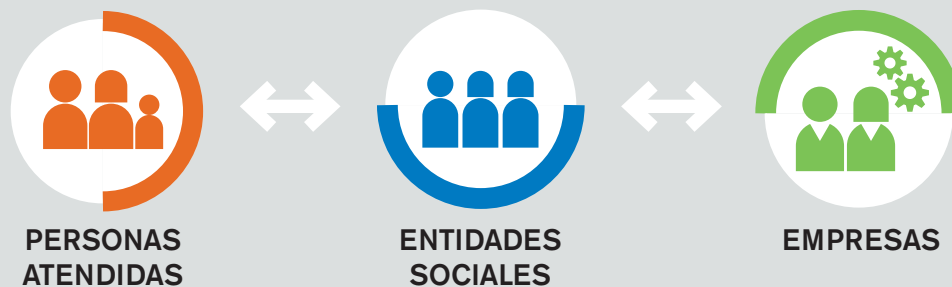 PERSONAS
ATENDIDAS
ENTIDADES
SOCIALES
EMPRESAS